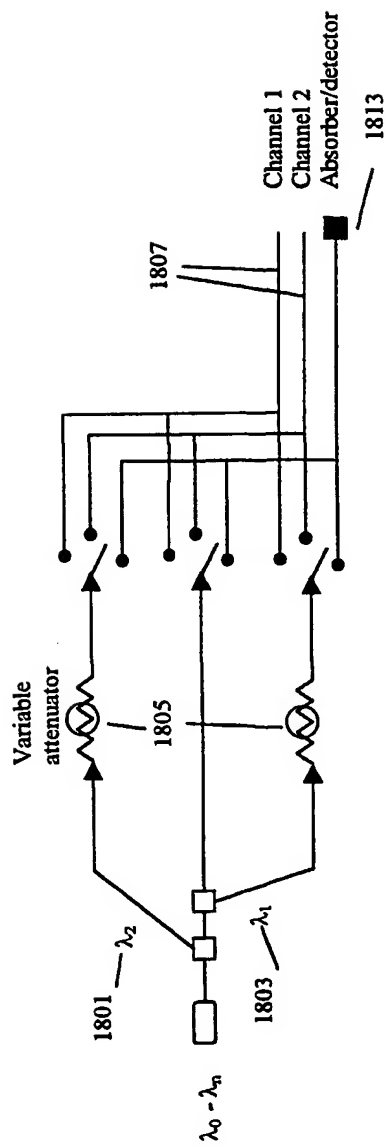 Variable
attenuator
1805
1801
λ2
λ0 - λn
λ1
1803
1807
Channel 1
Channel 2
Absorber/detector
1813